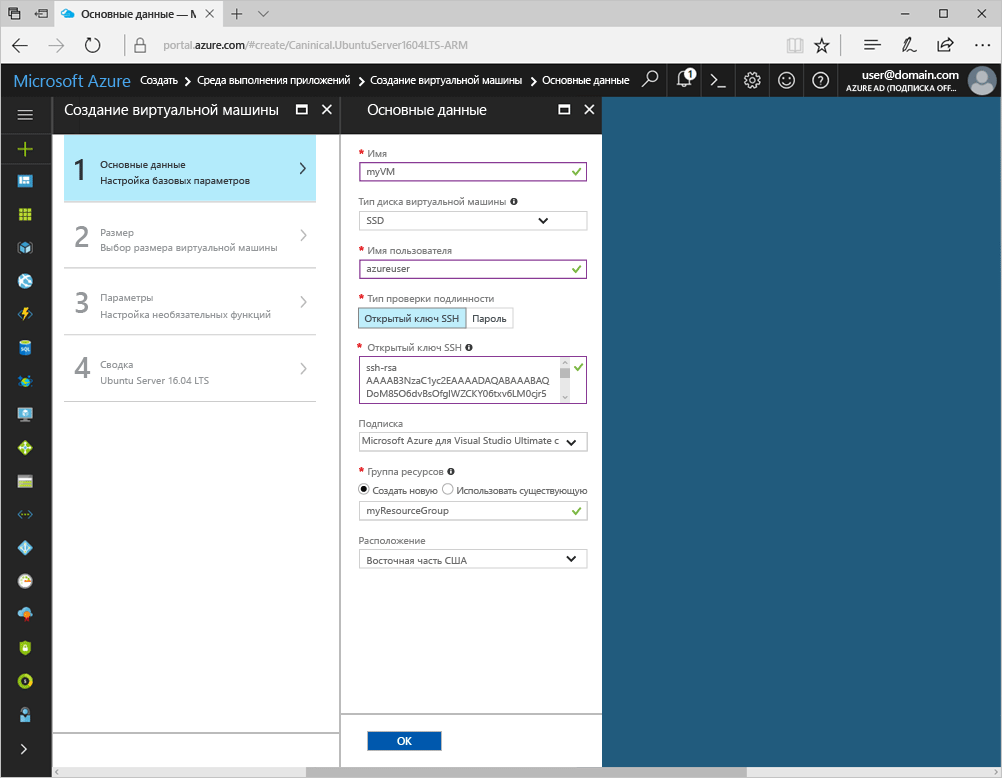 Основные данные — М
portal.azure.com/#create/Caninical.UbuntuServer1604LTS-ARM
Microsoft Azure Создать Среда выполнения приложений Создание виртуальной машины Основные данные
1
user@domain.com
AZURE AD (ПОДПИСКА OFF...
Создание виртуальной машины
1 Основные данные
Настройка базовых параметров
2 Размер
Выбор размера виртуальной машины
3 Параметры
Настройка необязательных функций
4 Сводка
Ubuntu Server 16.04 LTS
Основные данные
* Имя
myVM
Тип диска виртуальной машины
SSD
* Имя пользователя
azureuser
* Тип проверки подлинности
Открытый ключ SSH Пароль
* Открытый ключ SSH
ssh-rsa
AAAAB3NzaC1yc2EAAAADAQABAAABAQ
DoM85O6dvBsOfglWZCKY06txv6LM0cjr5
Подписка
Microsoft Azure для Visual Studio Ultimate с
* Группа ресурсов
Создать новую Использовать существующую
myResourceGroup
Расположение
Восточная часть США
OK